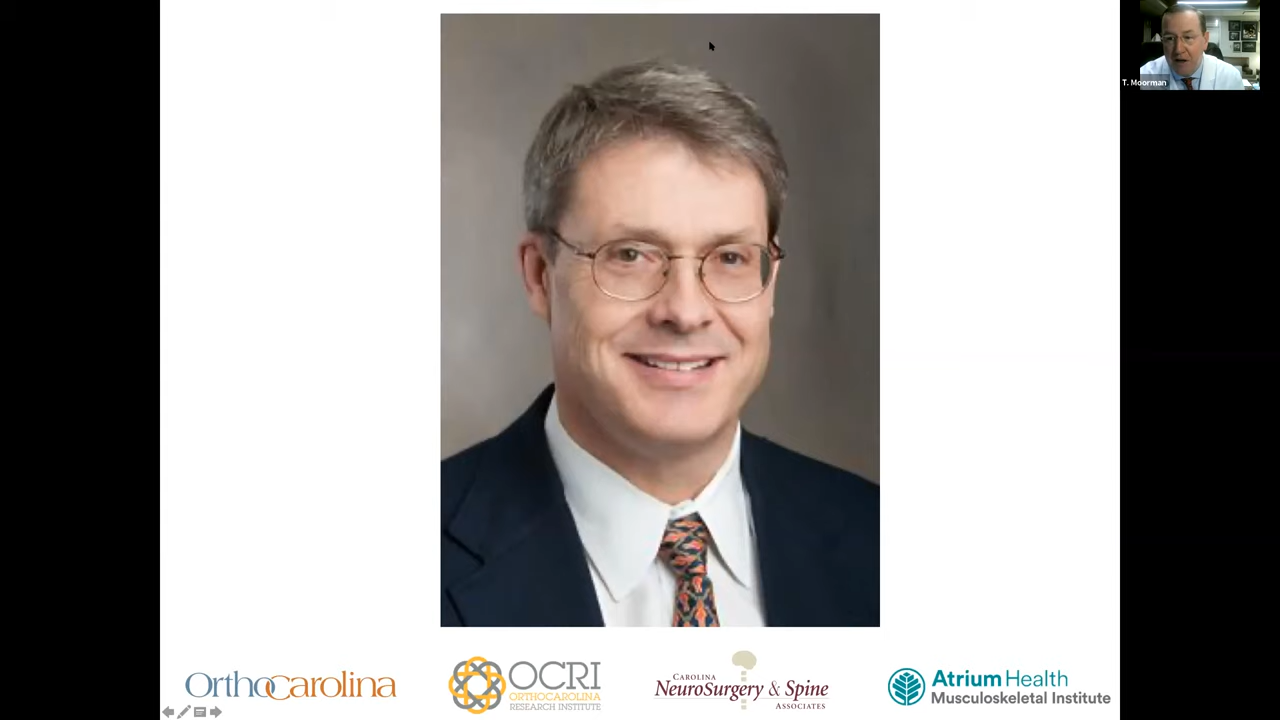 T. Moorman
OrthoCarolina
OCRI
ORTHOCAROLINA
RESEARCH INSTITUTE
CAROLINA
NEUROSURGERY & SPINE
ASSOCIATES
Atrium Health
Musculoskeletal Institute